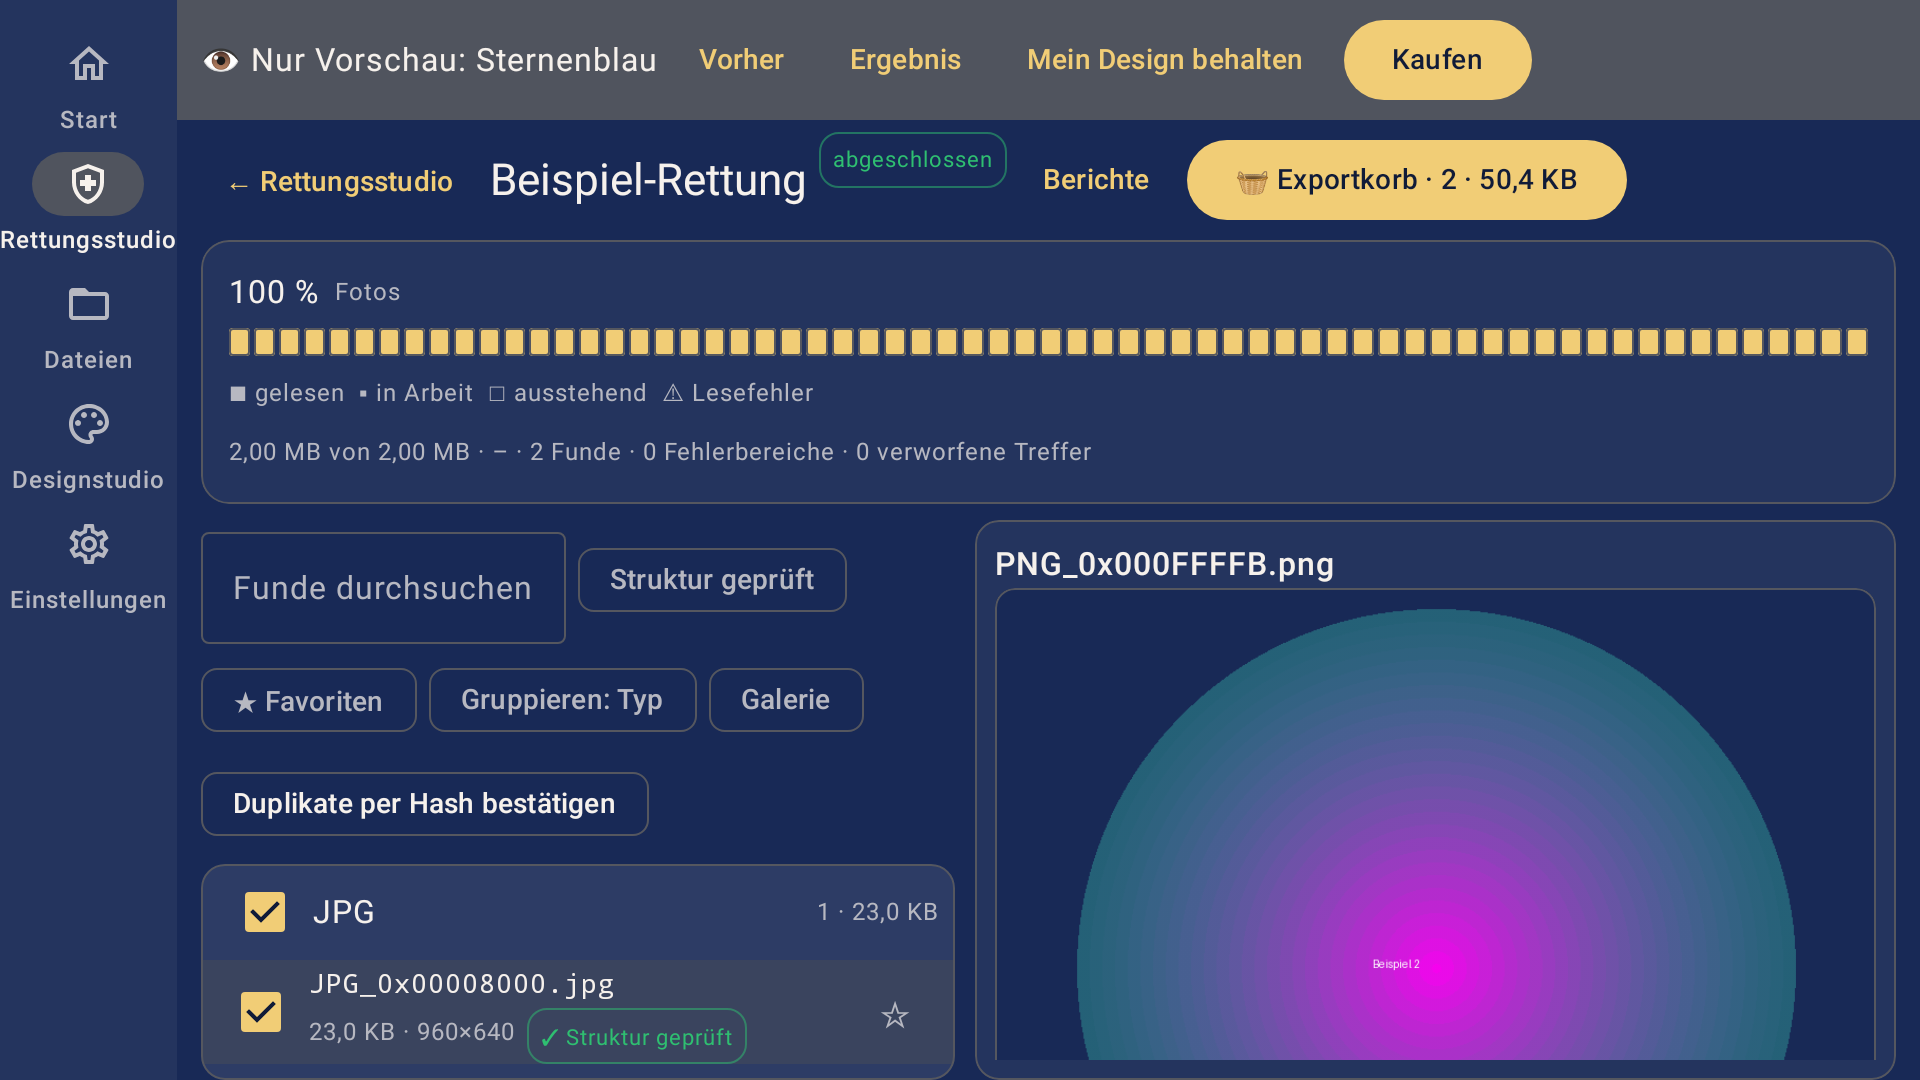 👁 Nur Vorschau: Sternenblau Vorher Ergebnis Mein Design behalten Kaufen
Start
Rettungsstudio
Dateien
Designstudio
Einstellungen
← Rettungsstudio Beispiel-Rettung abgeschlossen Berichte 🧺 Exportkorb · 2 · 50,4 KB
100 % Fotos
■ gelesen ▪ in Arbeit □ ausstehend ⚠ Lesefehler
2,00 MB von 2,00 MB · – · 2 Funde · 0 Fehlerbereiche · 0 verworfene Treffer
Funde durchsuchen Struktur geprüft
★ Favoriten Gruppieren: Typ Galerie
Duplikate per Hash bestätigen
JPG 1 · 23,0 KB
JPG_0x00008000.jpg
23,0 KB · 960×640 ✓ Struktur geprüft ☆
PNG_0x000FFFFB.png
Beispiel 2